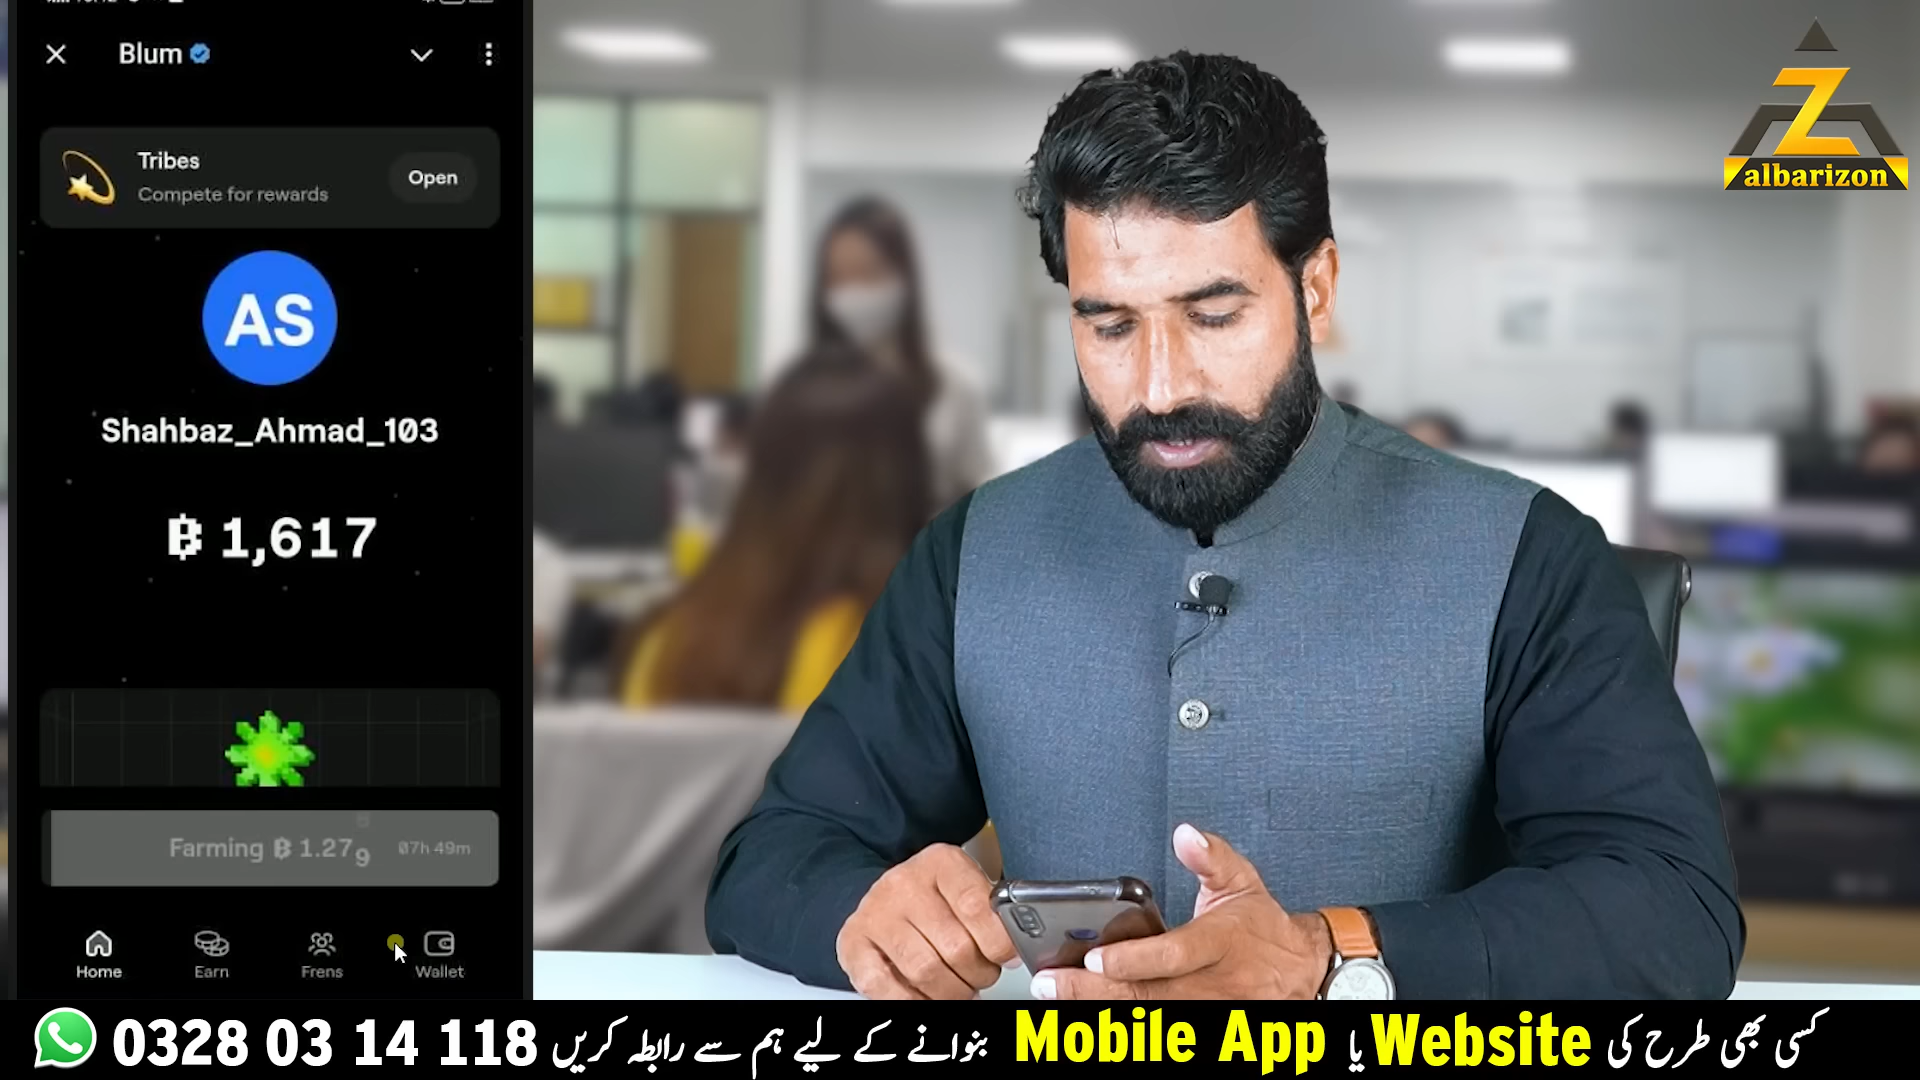 Blum
Tribes
Compete for rewards
Open
AS
Shahbaz_Ahmad_103
1,617
Farming 1.279
07h 49m
Home
Earn
Frens
Wallet
Z
albarizon
کسی بھی طرح کی Website یا Mobile App بنوانے کے لیے ہم سے رابطہ کریں 0328 03 14 118